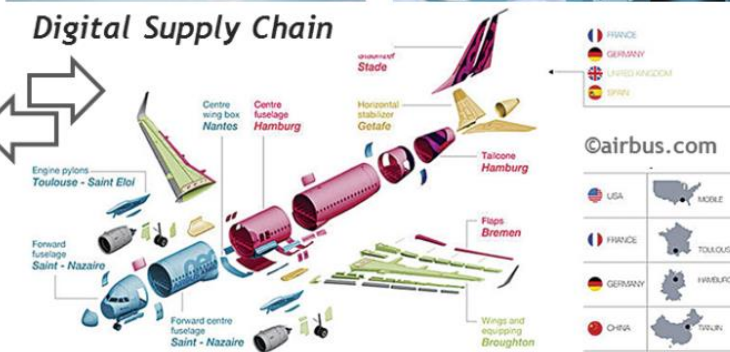 Digital Supply Chain
Stade
Centre
wing box
Nantes
Centre
fuselage
Hamburg
Horizontal
stabilizer
Getafe
Tailcone
Hamburg
Engine pylons
Toulouse - Saint Eloi
Flaps
Bremen
Forward
fuselage
Saint - Nazaire
Forward centre
fuselage
Saint - Nazaire
Wings and
equipping
Broughton
FRANCE
GERMANY
UNITED KINGDOM
SPAIN
©airbus.com
USA
MOBILE
FRANCE
TOULOUS
GERMANY
HAMBURG
CHINA
TIANJIN